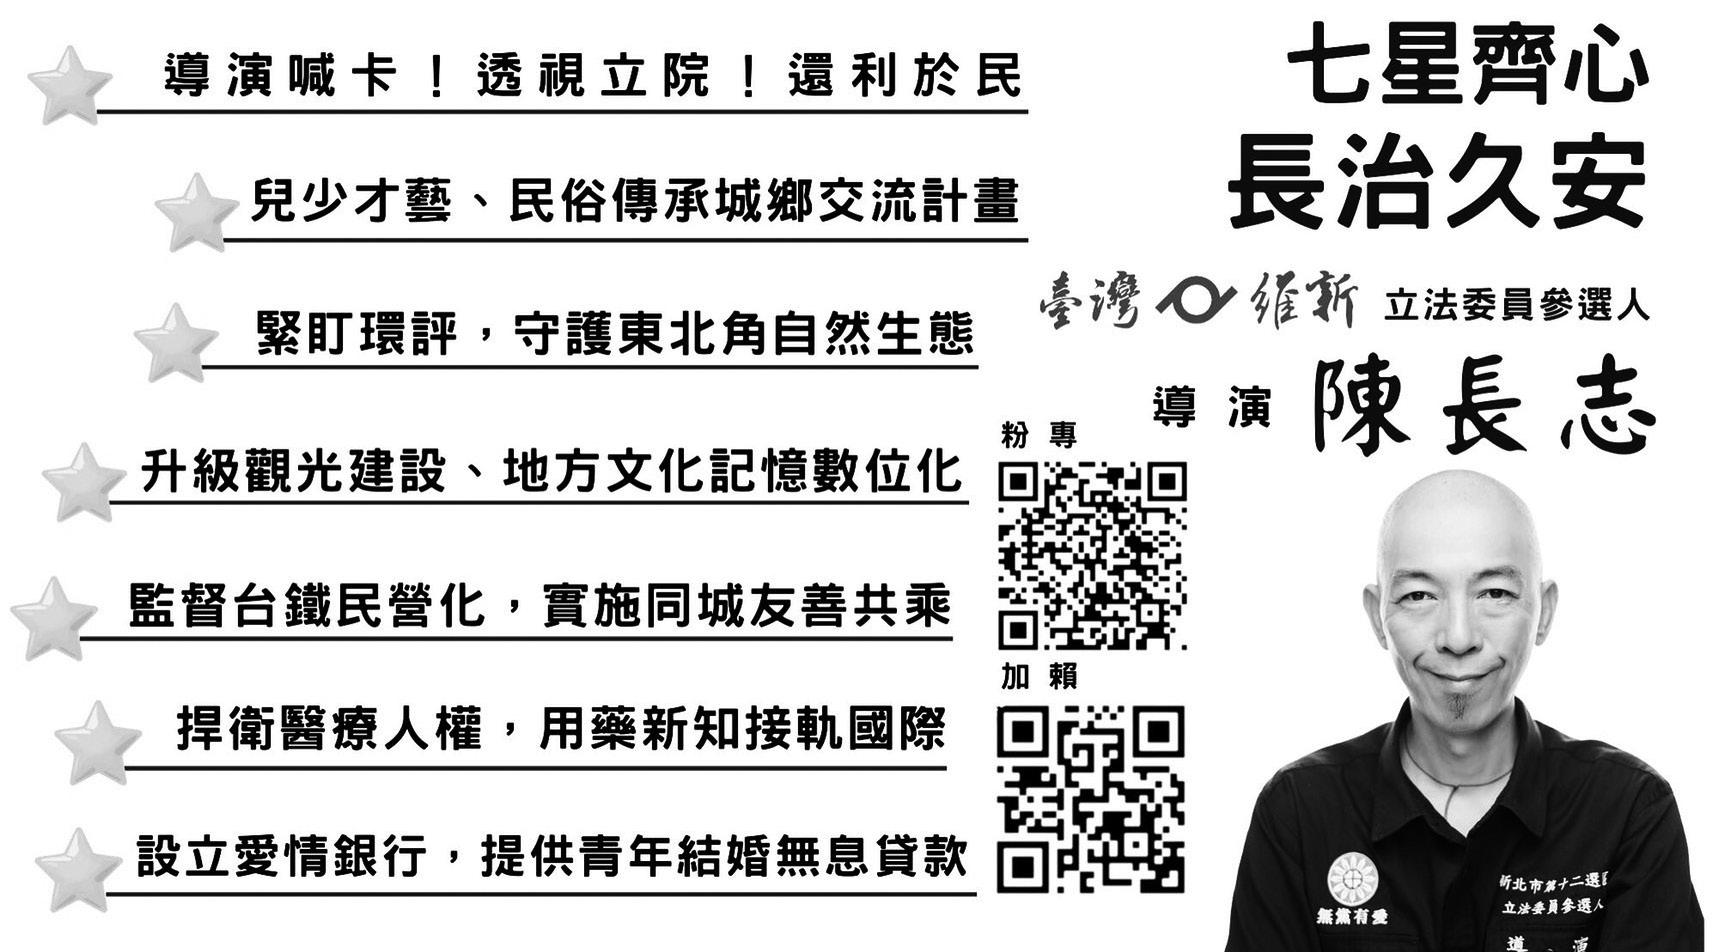 七星齊心
長治久安
臺灣維新 立法委員參選人
導演 陳長志
導演喊卡！透視立院！還利於民
兒少才藝、民俗傳承城鄉交流計畫
緊盯環評，守護東北角自然生態
升級觀光建設、地方文化記憶數位化
監督台鐵民營化，實施同城友善共乘
捍衛醫療人權，用藥新知接軌國際
設立愛情銀行，提供青年結婚無息貸款
粉專
加賴
無黨有愛
新北市第十二選區
立法委員參選人
導演